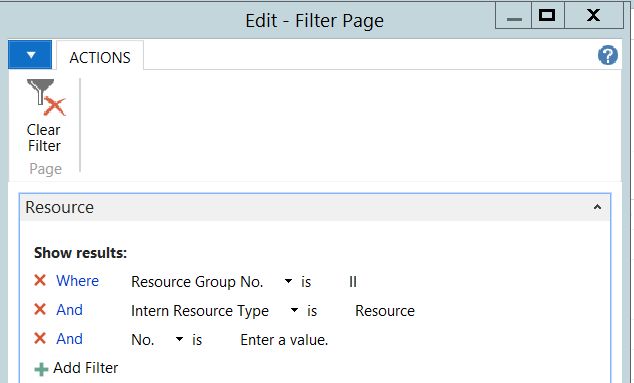 Edit - Filter Page
ACTIONS
Clear
Filter
Page
Resource
Show results:
Where Resource Group No. is II
And Intern Resource Type is Resource
And No. is Enter a value.
Add Filter